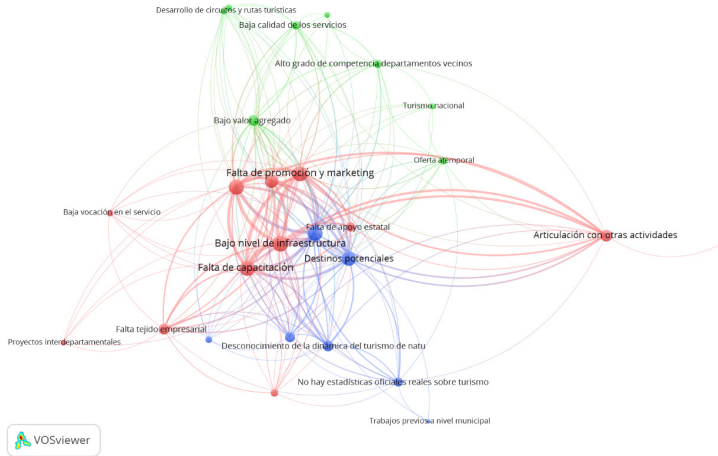 Desarrollo de circuitos y rutas turísticas
Baja calidad de los servicios
Alto grado de competencia departamentos vecinos
Turismo nacional
Bajo valor agregado
Oferta atemporal
Falta de promoción y marketing
Baja vocación en el servicio
Falta de apoyo estatal
Articulación con otras actividades
Bajo nivel de infraestructura
Destinos potenciales
Falta de capacitación
Falta tejido empresarial
Proyectos interdepartamentales
Desconocimiento de la dinámica del turismo de natu
No hay estadísticas oficiales reales sobre turismo
Trabajos previos a nivel municipal
VOSviewer